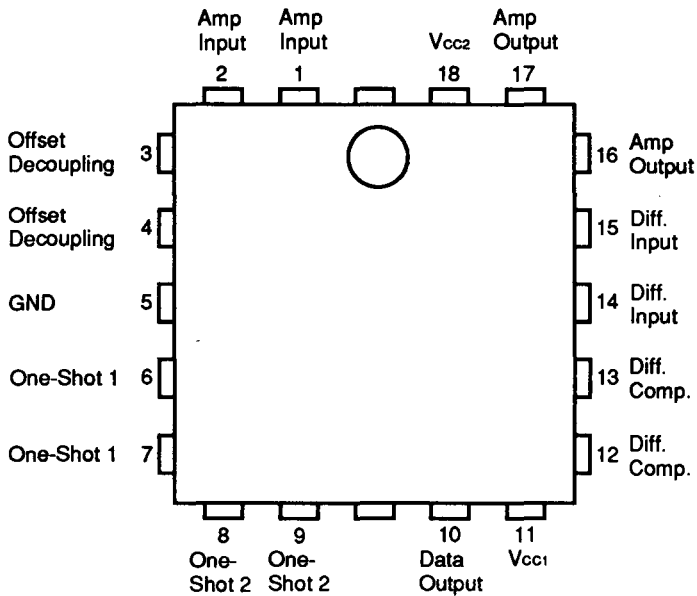 Amp
Input
2
Amp
Input
1
Vcc2
18
Amp
Output
17
Offset
Decoupling
3
Offset
Decoupling
4
GND
5
One-Shot 1
6
One-Shot 1
7
16
Amp
Output
15
Diff.
Input
14
Diff.
Input
13
Diff.
Comp.
12
Diff.
Comp.
8
One-
Shot 2
9
One-
Shot 2
10
Data
Output
11
Vcc1